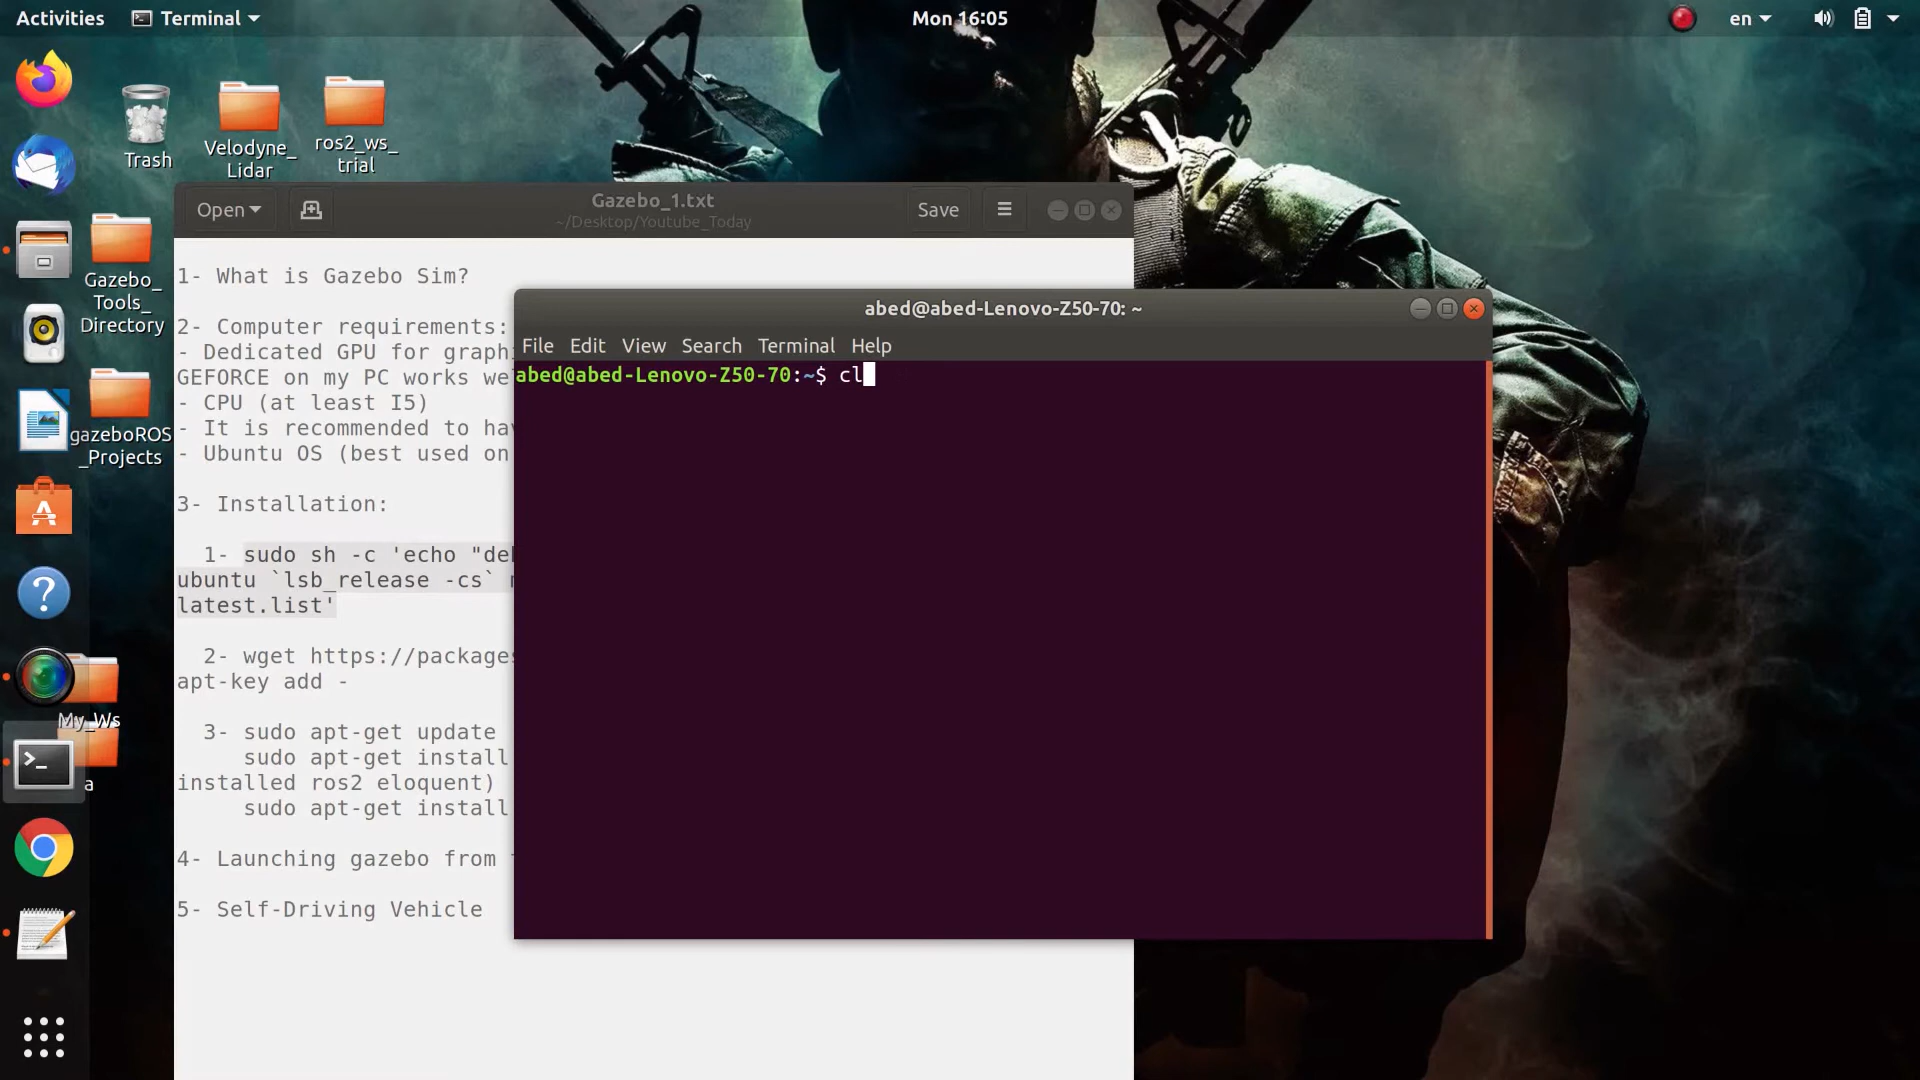 Activities
Terminal
Mon 16:05
en
Trash
Velodyne_
Lidar
ros2_ws_
trial
Gazebo_
Tools_
Directory
gazeboROS
_Projects
My_Ws
a
Open
Gazebo_1.txt
~/Desktop/Youtube_Today
Save
1- What is Gazebo Sim?
2- Computer requirements:
- Dedicated GPU for graphi
GEFORCE on my PC works we
- CPU (at least I5)
- It is recommended to hav
- Ubuntu OS (best used on
3- Installation:
1- sudo sh -c 'echo "deb
ubuntu `lsb_release -cs` m
latest.list'
2- wget https://packages
apt-key add -
3- sudo apt-get update
sudo apt-get install
installed ros2 eloquent)
sudo apt-get install
4- Launching gazebo from
5- Self-Driving Vehicle
abed@abed-Lenovo-Z50-70: ~
File Edit View Search Terminal Help
abed@abed-Lenovo-Z50-70:~$ cl